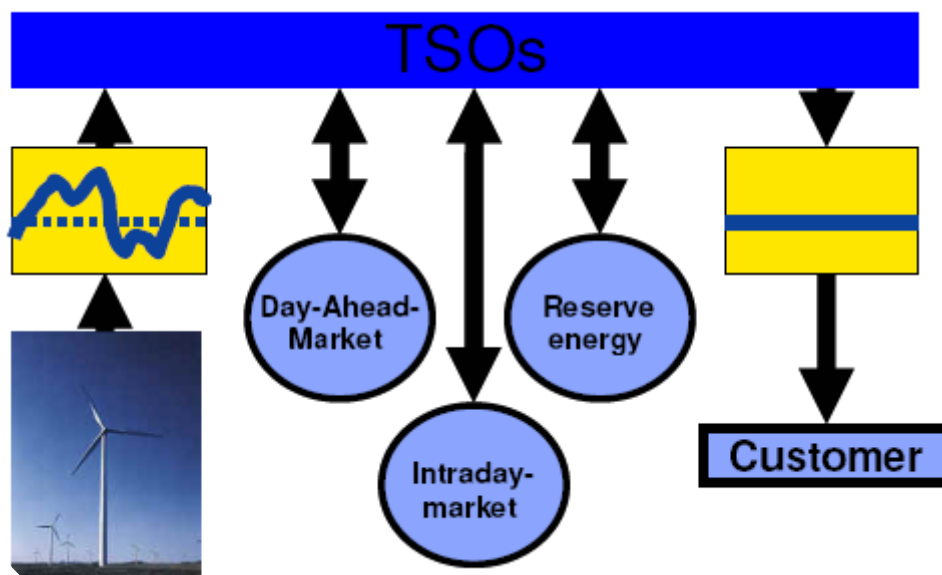 TSOs
Day-Ahead-
Market
Reserve
energy
Intraday-
market
Customer